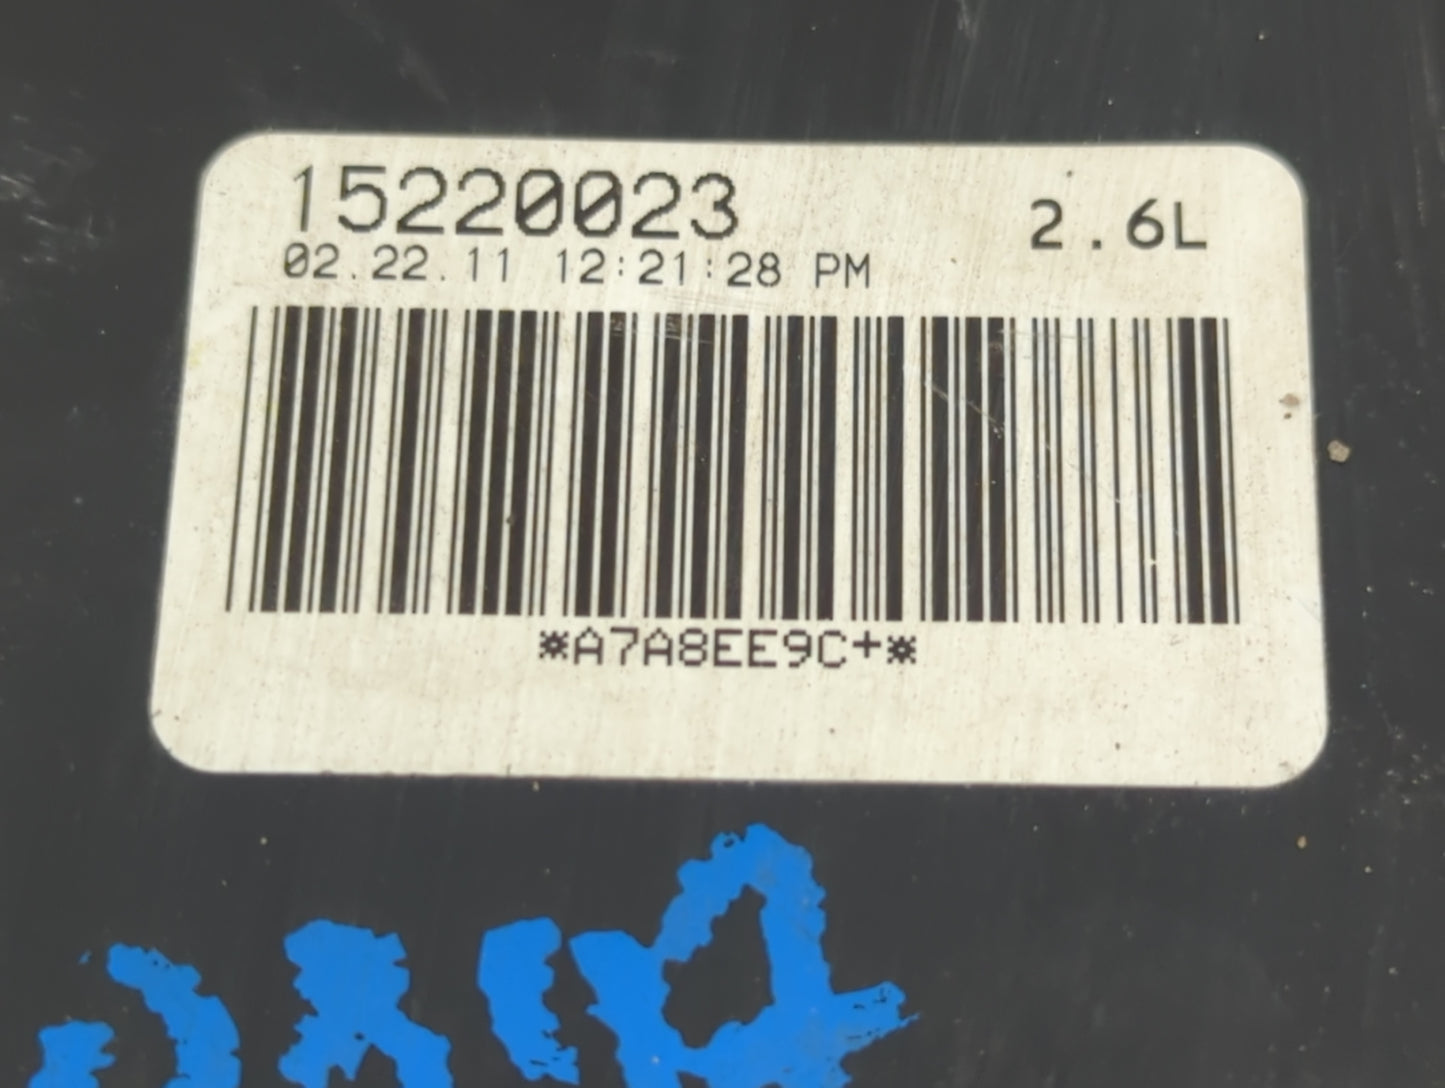 15220023 2.6L
02.22.11 12:21:28 PM
*A7A8EE9C+*